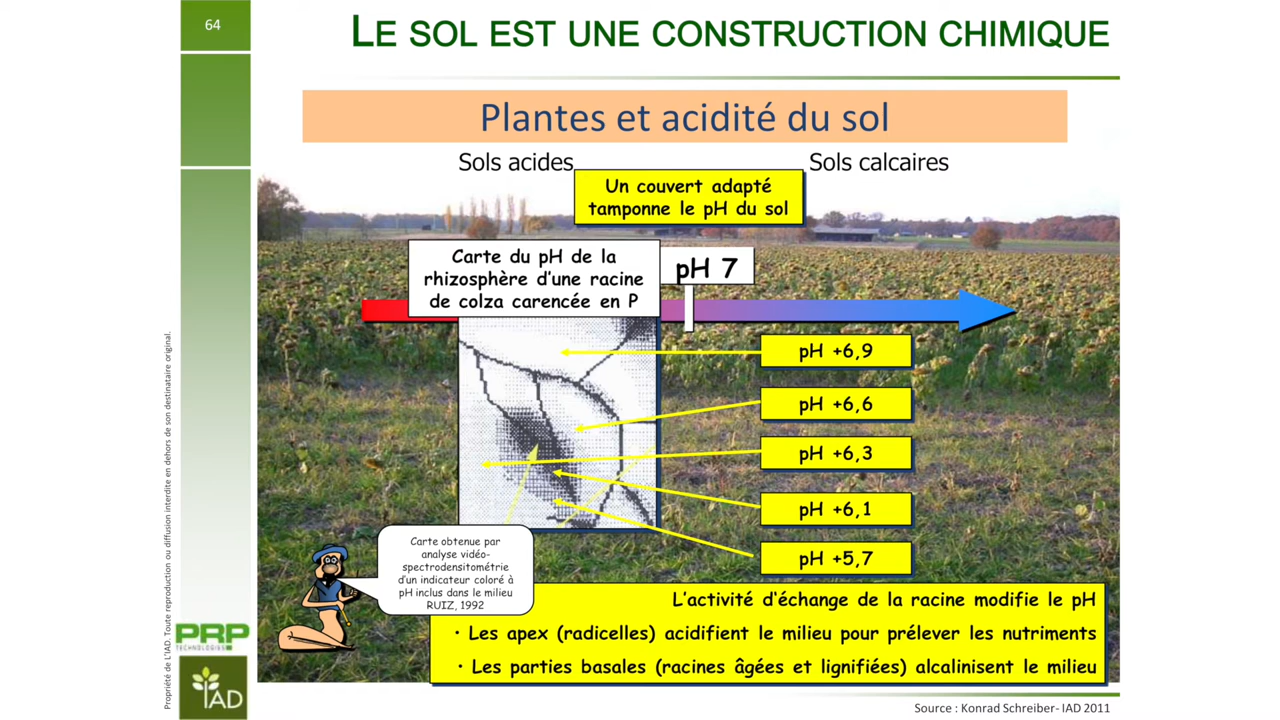 64
LE SOL EST UNE CONSTRUCTION CHIMIQUE
Plantes et acidité du sol
Sols acides
Sols calcaires
Un couvert adapté
tamponne le pH du sol
Carte du pH de la
rhizosphère d'une racine
de colza carencée en P
pH 7
pH +6,9
pH +6,6
pH +6,3
pH +6,1
pH +5,7
Carte obtenue par
analyse vidéo-
spectrodensitométrie
d'un indicateur coloré à
pH inclus dans le milieu
RUIZ, 1992
L'activité d'échange de la racine modifie le pH
• Les apex (radicelles) acidifient le milieu pour prélever les nutriments
• Les parties basales (racines âgées et lignifiées) alcalinisent le milieu
Propriété de L'IAD. Toute reproduction ou diffusion interdite en dehors de son destinataire original.
PRP
TECHNOLOGIES
IAD
Source : Konrad Schreiber- IAD 2011